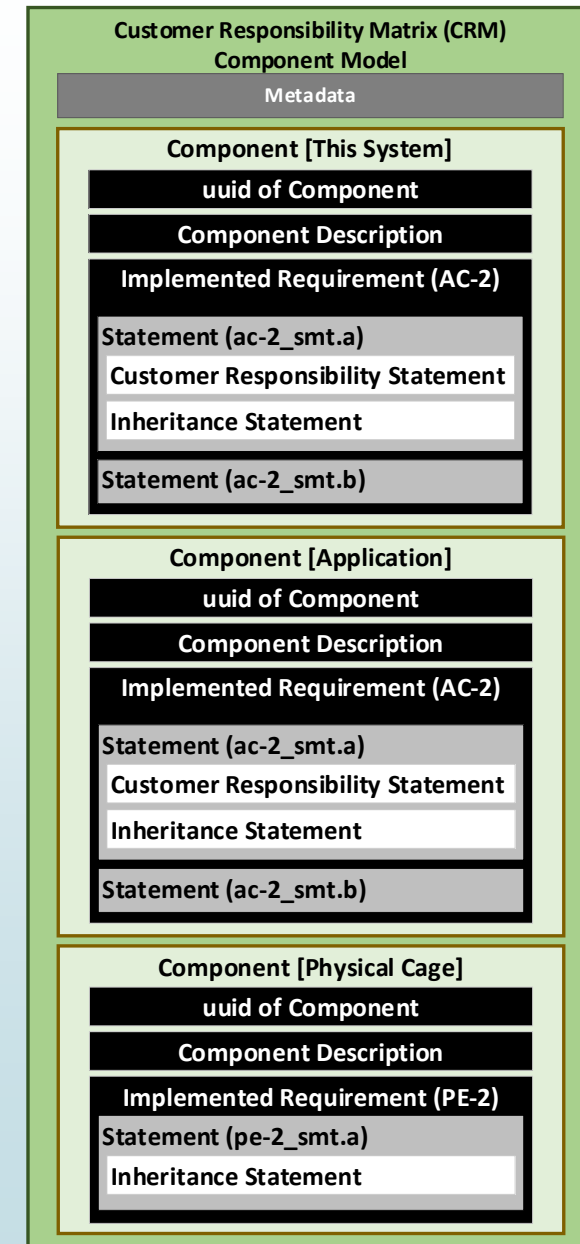 Customer Responsibility Matrix (CRM)
Component Model
Metadata
Component [This System]
uuid of Component
Component Description
Implemented Requirement (AC-2)
Statement (ac-2_smt.a)
Customer Responsibility Statement
Inheritance Statement
Statement (ac-2_smt.b)
Component [Application]
uuid of Component
Component Description
Implemented Requirement (AC-2)
Statement (ac-2_smt.a)
Customer Responsibility Statement
Inheritance Statement
Statement (ac-2_smt.b)
Component [Physical Cage]
uuid of Component
Component Description
Implemented Requirement (PE-2)
Statement (pe-2_smt.a)
Inheritance Statement